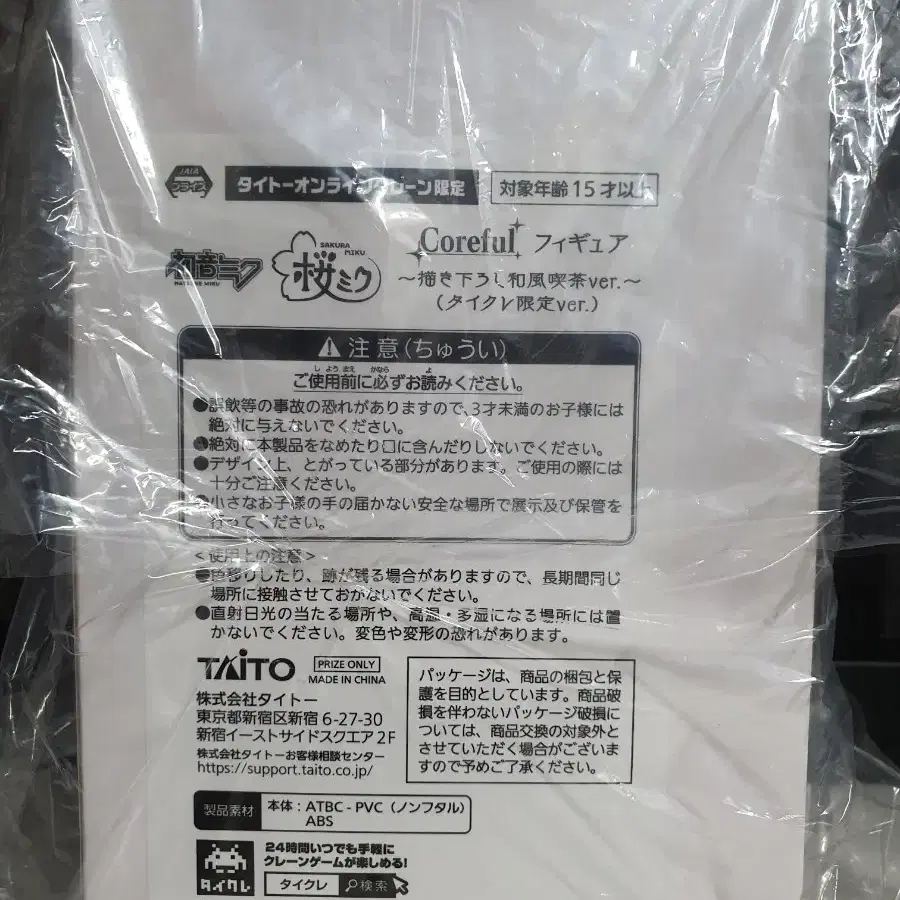 JAIA
プライズ
タイトーオンラインクレーン限定
対象年齢15才以上
初音ミク
HATSUNE MIKU
SAKURA
MIKU
桜ミク
Coreful フィギュア
～描き下ろし和風喫茶ver.～
(タイクレ限定ver.)
注意(ちゅうい)
しようまえ かなら よ
ご使用前に必ずお読みください。
●誤飲等の事故の恐れがありますので、3才未満のお子様には
絶対に与えないでください。
●絶対に本製品をなめたり口に含んだりしないでください。
●デザイン上、とがっている部分があります。ご使用の際には
十分ご注意ください。
●小さなお子様の手の届かない安全な場所で展示及び保管を
行ってください。
＜使用上の注意＞
●色移りしたり、跡が残る場合がありますので、長期間同じ
場所に接触させておかないでください。
●直射日光の当たる場所や、高温・多湿になる場所には置
かないでください。変色や変形の恐れがあります。
TAITO
PRIZE ONLY
MADE IN CHINA
株式会社タイトー
東京都新宿区新宿 6-27-30
新宿イーストサイドスクエア 2F
株式会社タイトーお客様相談センター
https://support.taito.co.jp/
パッケージは、商品の梱包と保
護を目的としています。商品破
損を伴わないパッケージ破損に
ついては、商品交換の対象外と
させていただく場合がございま
すので予めご了承ください。
製品素材
本体：ATBC-PVC（ノンフタル）
ABS
タイクレ
24時間いつでも手軽に
クレーンゲームが楽しめる!
タイクレ 検索